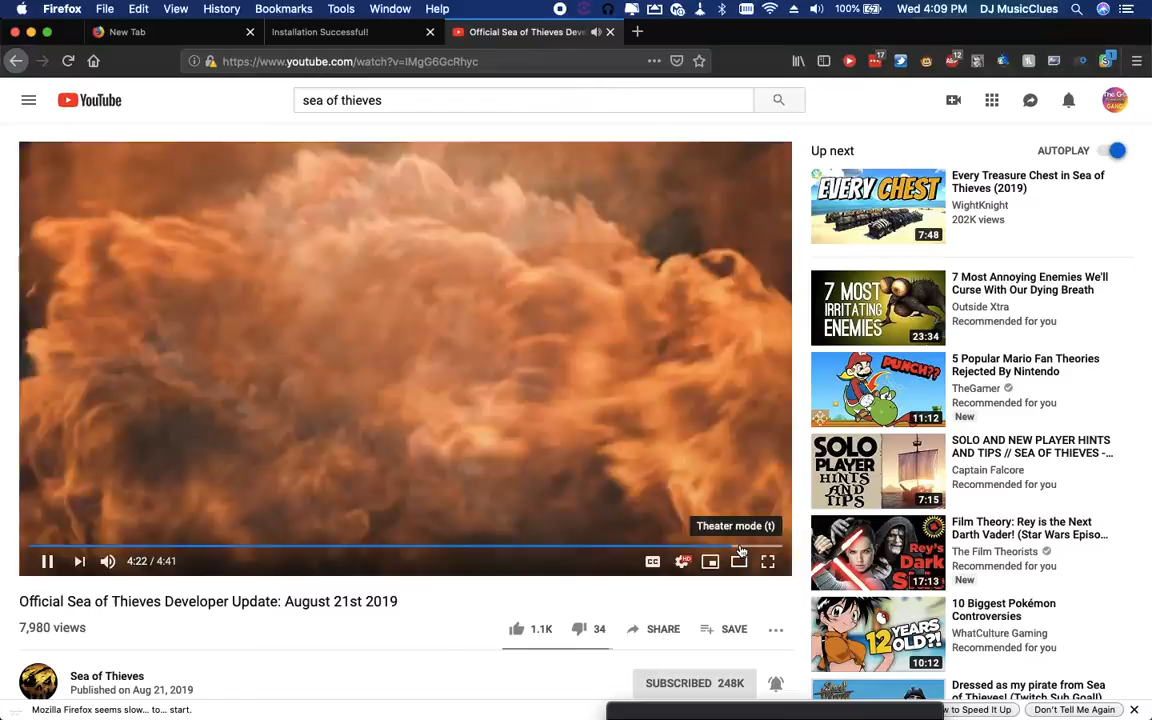 Firefox File Edit View History Bookmarks Tools Window Help 100% Wed 4:09 PM DJ MusicClues
New Tab Installation Successful! Official Sea of Thieves Deve
https://www.youtube.com/watch?v=IMgG6GcRhyc 17 12 1
YouTube sea of thieves
Up next AUTOPLAY
EVERY CHEST
7:48
Every Treasure Chest in Sea of
Thieves (2019)
WightKnight
202K views
7 MOST
IRRITATING
ENEMIES
23:34
7 Most Annoying Enemies We'll
Curse With Our Dying Breath
Outside Xtra
Recommended for you
PUNCH??
11:12
5 Popular Mario Fan Theories
Rejected By Nintendo
TheGamer
Recommended for you
New
SOLO
PLAYER
HINTS
AND
TIPS
7:15
SOLO AND NEW PLAYER HINTS
AND TIPS // SEA OF THIEVES -...
Captain Falcore
Recommended for you
REY'S
DARK
SIDE
17:13
Film Theory: Rey is the Next
Darth Vader! (Star Wars Episo...
The Film Theorists
Recommended for you
New
12 YEARS
OLD?!
10:12
10 Biggest Pokémon
Controversies
WhatCulture Gaming
Recommended for you
Dressed as my pirate from Sea
of Thieves! (Twitch Sub Goal)
Theater mode (t)
4:22 / 4:41 CC HD
Official Sea of Thieves Developer Update: August 21st 2019
7,980 views 1.1K 34 SHARE SAVE
Sea of Thieves
Published on Aug 21, 2019
SUBSCRIBED 248K
Mozilla Firefox seems slow... to... start. w to Speed It Up Don't Tell Me Again